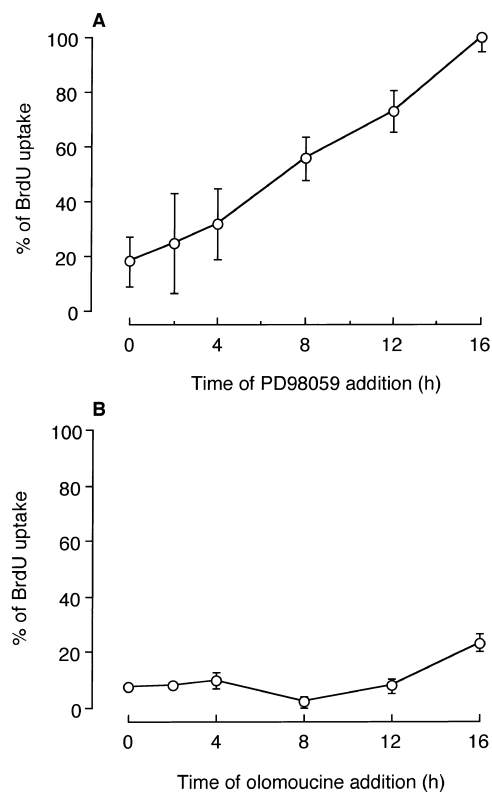 A
100
80
60
40
20
0
% of BrdU uptake
0 4 8 12 16
Time of PD98059 addition (h)
B
100
80
60
40
20
0
% of BrdU uptake
0 4 8 12 16
Time of olomoucine addition (h)